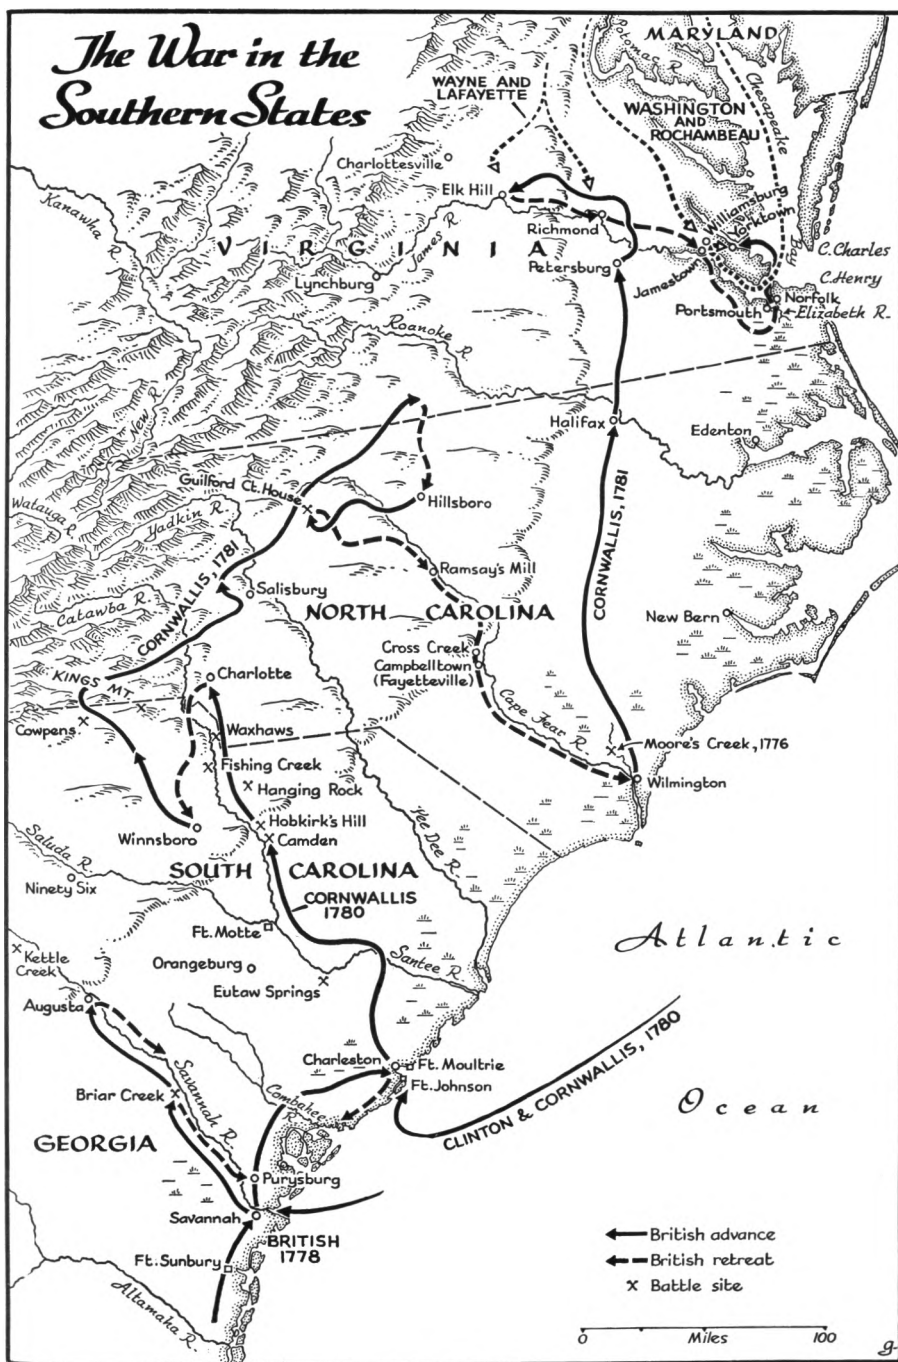 The War in the
Southern States
MARYLAND
Potomac R.
Chesapeake
Bay
WAYNE AND
LAFAYETTE
WASHINGTON
AND
ROCHAMBEAU
Charlottesville
Elk Hill
Kanawha
R.
VIRGINIA
James R.
Richmond
Williamsburg
Yorktown
C. Charles
Lynchburg
Petersburg
Jamestown
C. Henry
Norfolk
Portsmouth
Elizabeth R.
Roanoke
R.
New R.
Halifax
Edenton
Guilford Ct. House
Hillsboro
Watauga
R.
Yadkin R.
CORNWALLIS, 1781
CORNWALLIS, 1781
Ramsay's Mill
Salisbury
Catawba R.
NORTH CAROLINA
New Bern
Cross Creek
Campbelltown
(Fayetteville)
KINGS MT.
Charlotte
Cowpens
Waxhaws
Cape Fear R.
Moore's Creek, 1776
Fishing Creek
Hanging Rock
Wilmington
Winnsboro
Hobkirk's Hill
Camden
Pee Dee R.
Saluda R.
Ninety Six
SOUTH CAROLINA
CORNWALLIS
1780
Ft. Motte
Kettle
Creek
Orangeburg
Eutaw Springs
Santee R.
Atlantic
Augusta
Charleston
Ft. Moultrie
Ft. Johnson
CLINTON & CORNWALLIS, 1780
Briar Creek
Savannah R.
Combahee
R.
Ocean
GEORGIA
Purysburg
Savannah
BRITISH
1778
Ft. Sunbury
Altamaha R.
British advance
British retreat
x Battle site
0 Miles 100
g.